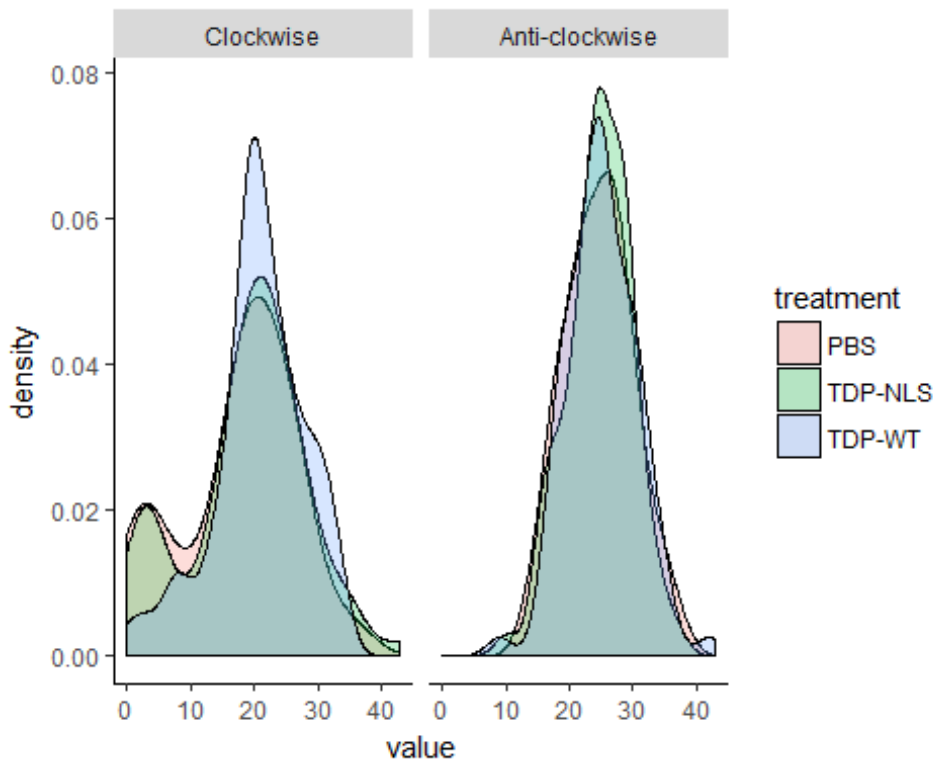 Clockwise
Anti-clockwise
0.08
0.06
0.04
0.02
0.00
density
0 10 20 30 40
0 10 20 30 40
value
treatment
PBS
TDP-NLS
TDP-WT